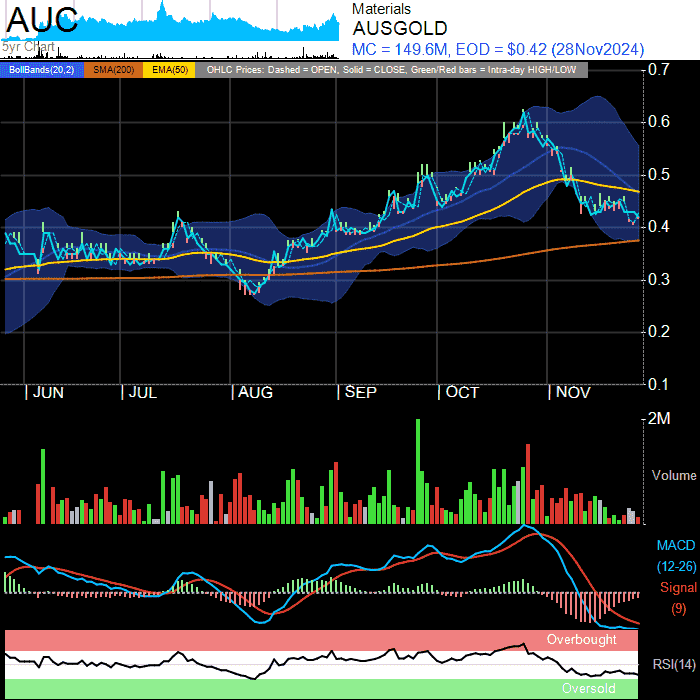 AUC
5yr Chart
Materials
AUSGOLD
MC = 149.6M, EOD = $0.42 (28Nov2024)
BollBands(20,2) SMA(200) EMA(50) OHLC Prices: Dashed = OPEN, Solid = CLOSE, Green/Red bars = Intra-day HIGH/LOW
0.7
0.6
0.5
0.4
0.3
0.2
0.1
JUN JUL AUG SEP OCT NOV
2M
Volume
MACD
(12-26)
Signal
(9)
Overbought
RSI(14)
Oversold